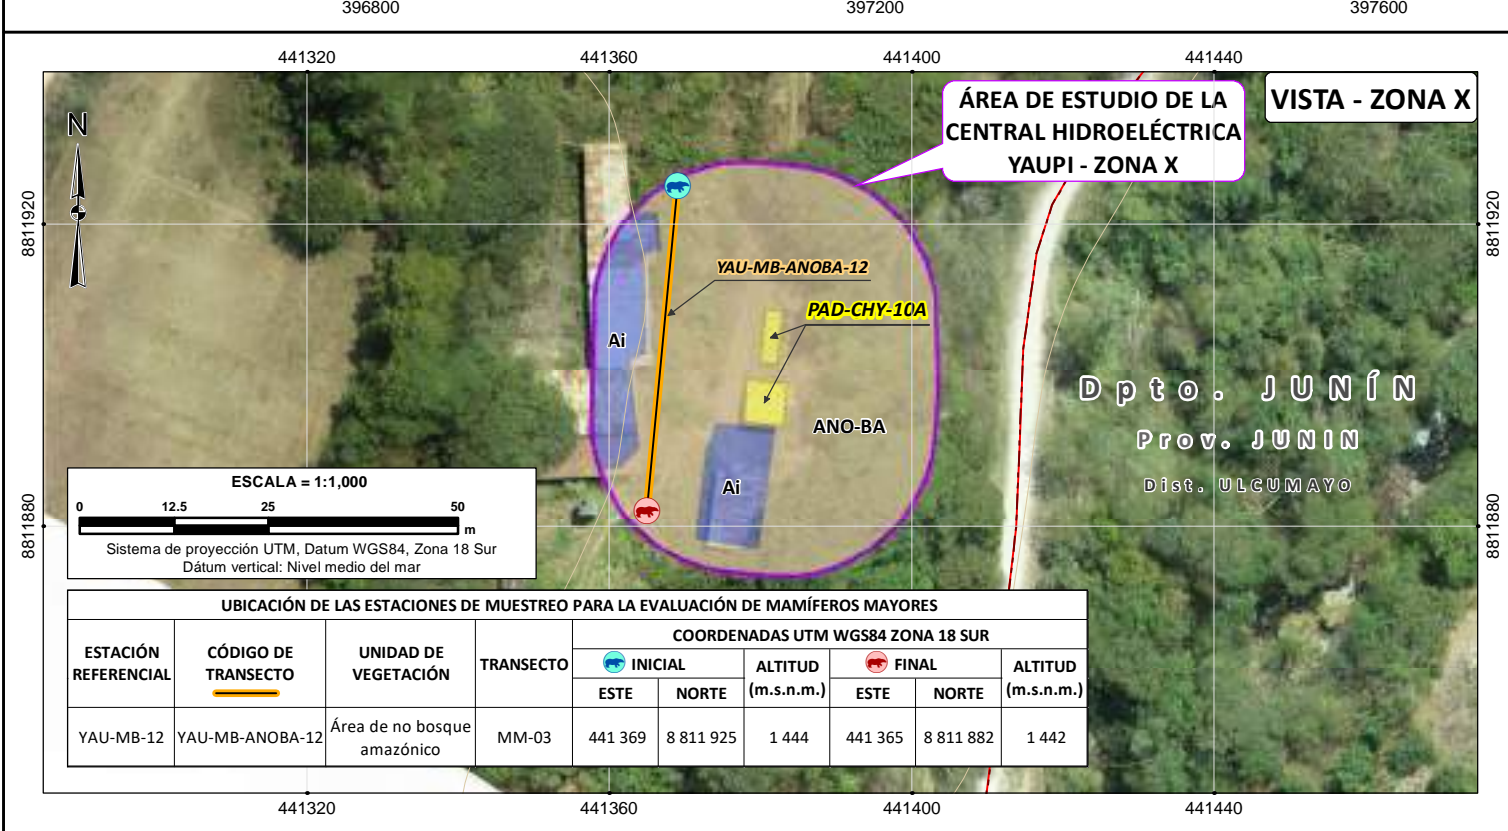 396800 397200 397600
441320 441360 441400 441440
ÁREA DE ESTUDIO DE LA
CENTRAL HIDROELÉCTRICA
YAUPI - ZONA X
VISTA - ZONA X
N
8811920 8811920
YAU-MB-ANOBA-12
PAD-CHY-10A
Ai
ANO-BA
Ai
Dpto. JUNÍN
Prov. JUNIN
Dist. ULCUMAYO
8811880 8811880
ESCALA = 1:1,000
0 12.5 25 50
m
Sistema de proyección UTM, Datum WGS84, Zona 18 Sur
Dátum vertical: Nivel medio del mar
UBICACIÓN DE LAS ESTACIONES DE MUESTREO PARA LA EVALUACIÓN DE MAMÍFEROS MAYORES
ESTACIÓN REFERENCIAL CÓDIGO DE TRANSECTO UNIDAD DE VEGETACIÓN TRANSECTO COORDENADAS UTM WGS84 ZONA 18 SUR
INICIAL ALTITUD (m.s.n.m.) FINAL ALTITUD (m.s.n.m.)
ESTE NORTE ESTE NORTE
YAU-MB-12 YAU-MB-ANOBA-12 Área de no bosque amazónico MM-03 441 369 8 811 925 1 444 441 365 8 811 882 1 442
441320 441360 441400 441440